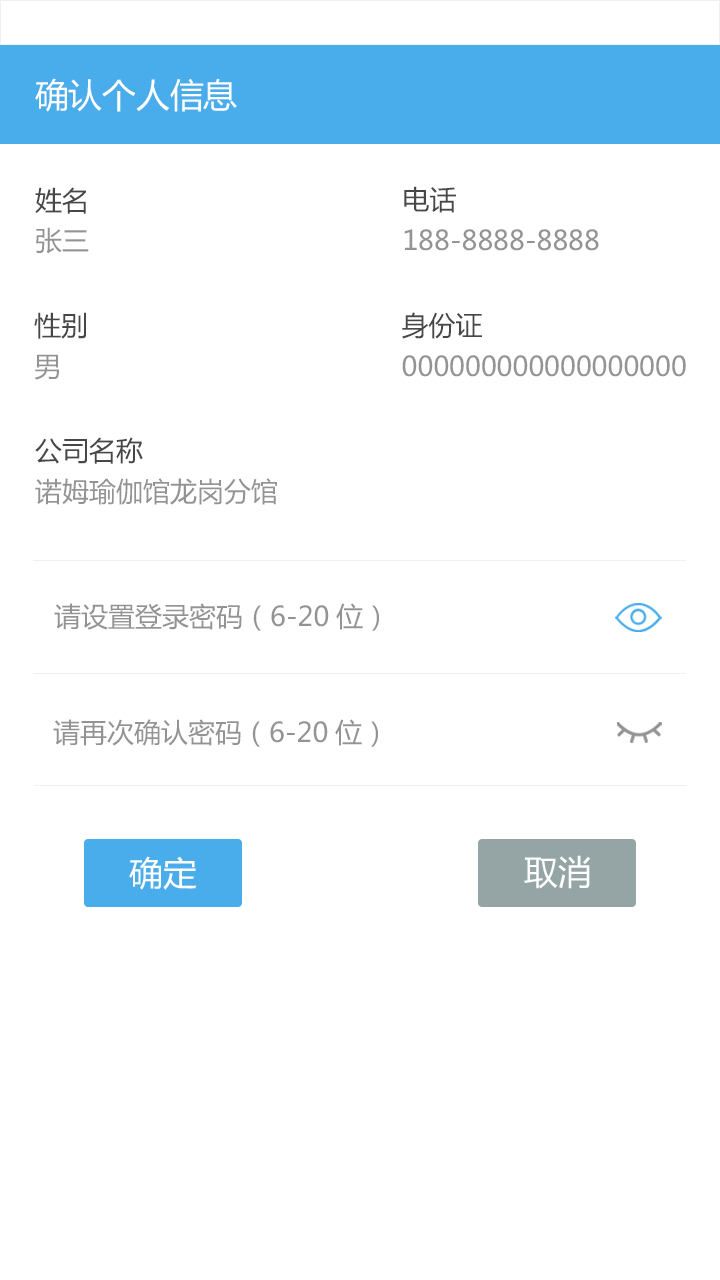 确认个人信息
姓名
电话
张三
188-8888-8888
性别
身份证
男
000000000000000000
公司名称
诺姆瑜伽馆龙岗分馆
请设置登录密码（6-20 位）
请再次确认密码（6-20 位）
确定
取消